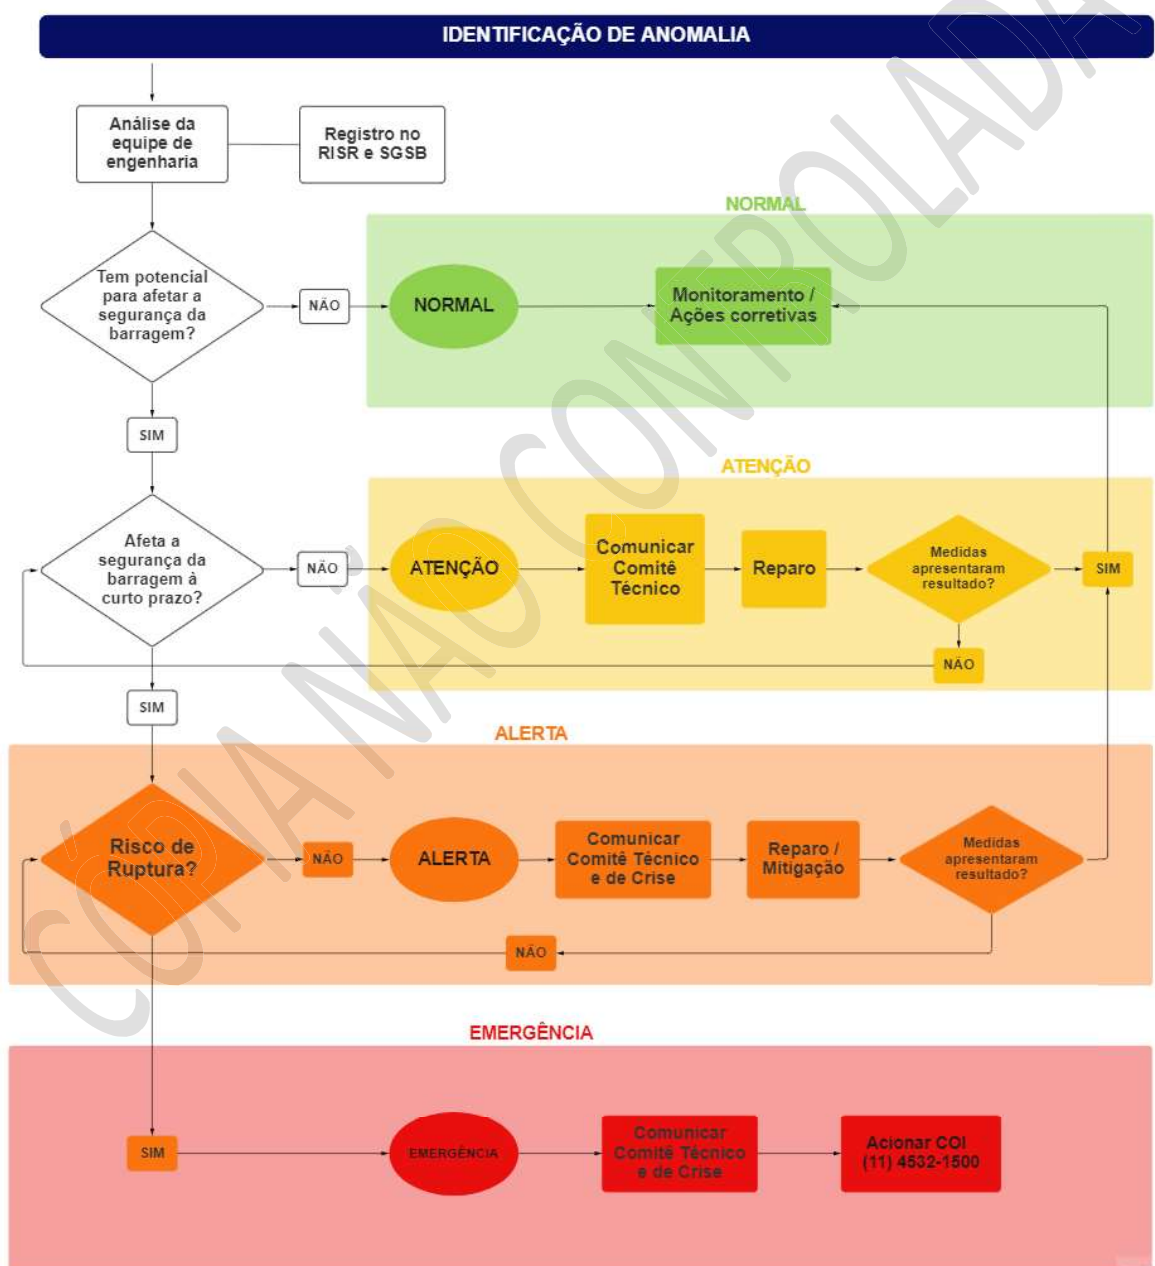 IDENTIFICAÇÃO DE ANOMALIA
Análise da
equipe de
engenharia
Registro no
RISR e SGSB
NORMAL
Tem potencial
para afetar a
segurança da
barragem?
NÃO
NORMAL
Monitoramento /
Ações corretivas
SIM
ATENÇÃO
Afeta a
segurança da
barragem à
curto prazo?
NÃO
ATENÇÃO
Comunicar
Comitê
Técnico
Reparo
Medidas
apresentaram
resultado?
SIM
NÃO
SIM
ALERTA
Risco de
Ruptura?
NÃO
ALERTA
Comunicar
Comitê Técnico
e de Crise
Reparo /
Mitigação
Medidas
apresentaram
resultado?
NÃO
EMERGÊNCIA
SIM
EMERGÊNCIA
Comunicar
Comitê Técnico
e de Crise
Acionar COI
(11) 4532-1500
CÓPIA NÃO CONTROLADA